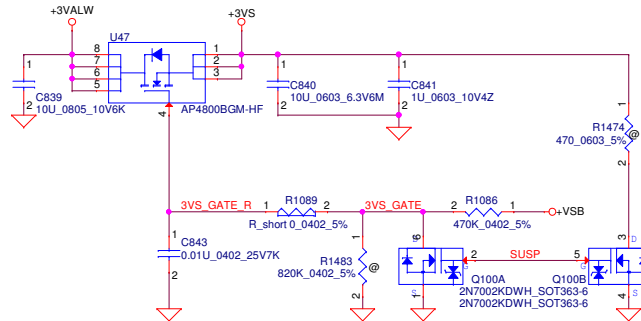 +3VALW
+3VS
U47
8
7
6
5
1
2
3
4
AP4800BGM-HF
1
2
C839
10U_0805_10V6K
1
2
C840
10U_0603_6.3V6M
1
2
C841
1U_0603_10V4Z
1
2
R1474
470_0603_5%
@
3VS_GATE_R
1
R1089
2
R_short 0_0402_5%
3VS_GATE
2
R1086
1
470K_0402_5%
+VSB
1
2
C843
0.01U_0402_25V7K
1
2
R1483
820K_0402_5%
@
6
D
2
G
S
1
SUSP
3
D
5
G
S
4
Q100A
Q100B
2N7002KDWH_SOT363-6
2N7002KDWH_SOT363-6